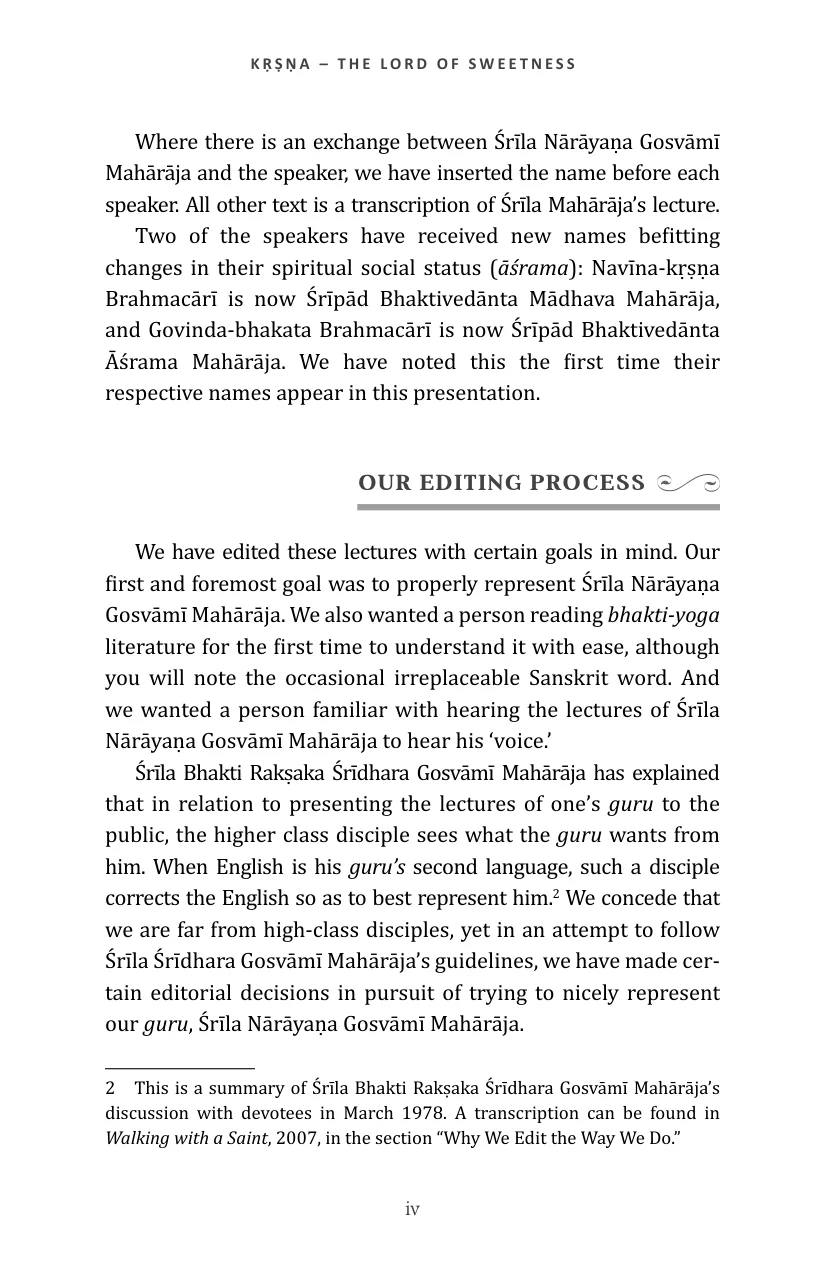 KṚṢṆA – THE LORD OF SWEETNESS
Where there is an exchange between Śrīla Nārāyaṇa Gosvāmī
Mahārāja and the speaker, we have inserted the name before each
speaker. All other text is a transcription of Śrīla Mahārāja’s lecture.
Two of the speakers have received new names befitting
changes in their spiritual social status (āśrama): Navīna-kṛṣṇa
Brahmacārī is now Śrīpād Bhaktivedānta Mādhava Mahārāja,
and Govinda-bhakata Brahmacārī is now Śrīpād Bhaktivedānta
Āśrama Mahārāja. We have noted this the first time their
respective names appear in this presentation.
OUR EDITING PROCESS
We have edited these lectures with certain goals in mind. Our
first and foremost goal was to properly represent Śrīla Nārāyaṇa
Gosvāmī Mahārāja. We also wanted a person reading bhakti-yoga
literature for the first time to understand it with ease, although
you will note the occasional irreplaceable Sanskrit word. And
we wanted a person familiar with hearing the lectures of Śrīla
Nārāyaṇa Gosvāmī Mahārāja to hear his ‘voice.’
Śrīla Bhakti Rakṣaka Śrīdhara Gosvāmī Mahārāja has explained
that in relation to presenting the lectures of one’s guru to the
public, the higher class disciple sees what the guru wants from
him. When English is his guru’s second language, such a disciple
corrects the English so as to best represent him.2 We concede that
we are far from high-class disciples, yet in an attempt to follow
Śrīla Śrīdhara Gosvāmī Mahārāja’s guidelines, we have made cer-
tain editorial decisions in pursuit of trying to nicely represent
our guru, Śrīla Nārāyaṇa Gosvāmī Mahārāja.
2 This is a summary of Śrīla Bhakti Rakṣaka Śrīdhara Gosvāmī Mahārāja’s
discussion with devotees in March 1978. A transcription can be found in
Walking with a Saint, 2007, in the section “Why We Edit the Way We Do.”
iv